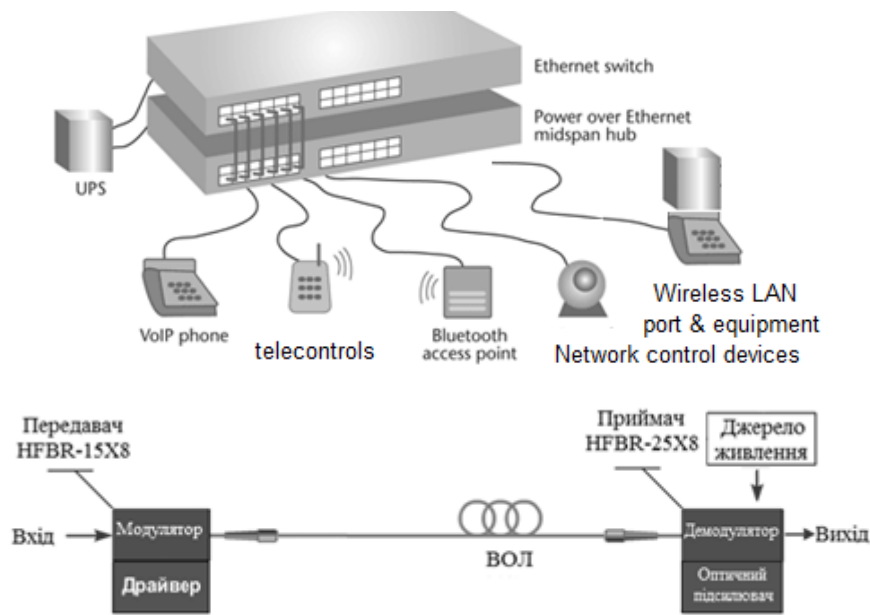 Ethernet switch
Power over Ethernet
midspan hub
UPS
VoIP phone
telecontrols
Bluetooth
access point
Wireless LAN
port & equipment
Network control devices
Передавач
HFBR-15X8
Приймач
HFBR-25X8
Джерело
живлення
Вхід
Модулятор
Драйвер
ВОЛ
Демодулятор
Оптичний
підсилювач
Вихід